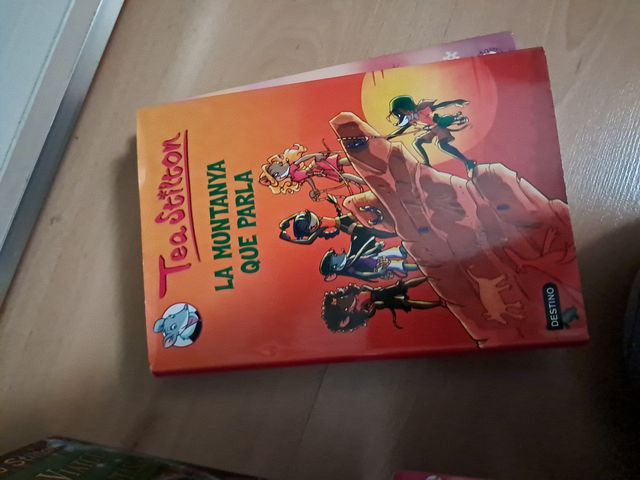 Tea Stilton
LA MUNTANYA
QUE PARLA
DESTINO